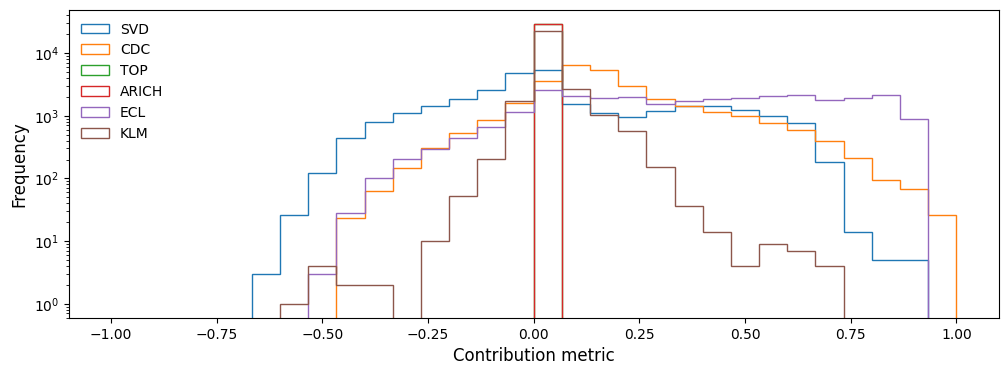 SVD
CDC
TOP
ARICH
ECL
KLM
Frequency
10⁴
10³
10²
10¹
10⁰
−1.00 −0.75 −0.50 −0.25 0.00 0.25 0.50 0.75 1.00
Contribution metric